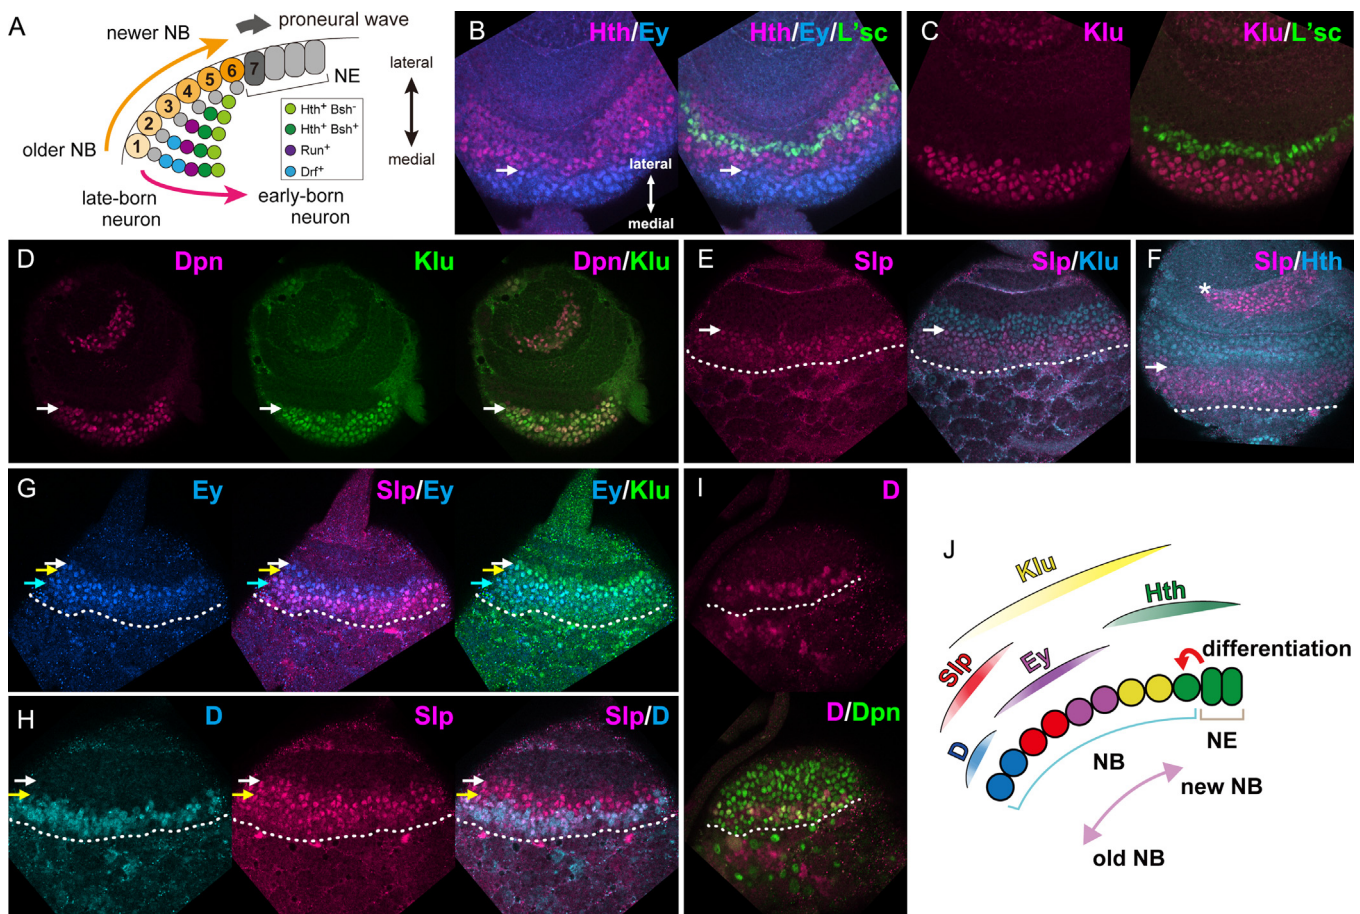 A
newer NB
proneural wave
1
2
3
4
5
6
7
NE
lateral
medial
Hth⁺ Bsh⁻
Hth⁺ Bsh⁺
Run⁺
Drf⁺
older NB
late-born
neuron
early-born
neuron
B
Hth/Ey
lateral
medial
Hth/Ey/L'sc
C
Klu
Klu/L'sc
D
Dpn
Klu
Dpn/Klu
E
Slp
Slp/Klu
F
Slp/Hth
*
G
Ey
Slp/Ey
Ey/Klu
H
D
Slp
Slp/D
I
D
D/Dpn
J
Klu
Hth
Slp
Ey
differentiation
D
NB
NE
new NB
old NB